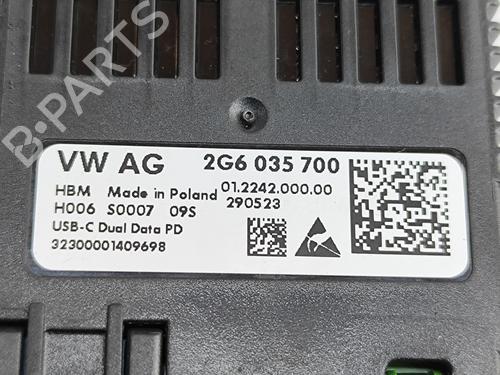 B-PARTS
VW AG 2G6 035 700
HBM Made in Poland 01.2242.000.00
H006 S0007 09S 290523
USB-C Dual Data PD
32300001409698